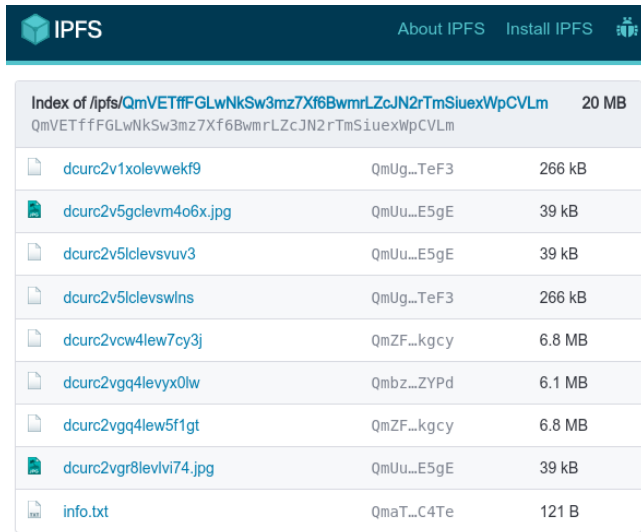 IPFS About IPFS Install IPFS
Index of /ipfs/QmVETffFGLwNkSw3mz7Xf6BwmrLZcJN2rTmSiuexWpCVLm 20 MB
QmVETffFGLwNkSw3mz7Xf6BwmrLZcJN2rTmSiuexWpCVLm
dcurc2v1xolevwekf9 QmUg…TeF3 266 kB
dcurc2v5gclevm4o6x.jpg QmUu…E5gE 39 kB
dcurc2v5lclevsvuv3 QmUu…E5gE 39 kB
dcurc2v5lclevswlns QmUg…TeF3 266 kB
dcurc2vcw4lew7cy3j QmZF…kgcy 6.8 MB
dcurc2vgq4levyx0lw Qmbz…ZYPd 6.1 MB
dcurc2vgq4lew5f1gt QmZF…kgcy 6.8 MB
dcurc2vgr8levlvi74.jpg QmUu…E5gE 39 kB
info.txt QmaT…C4Te 121 B